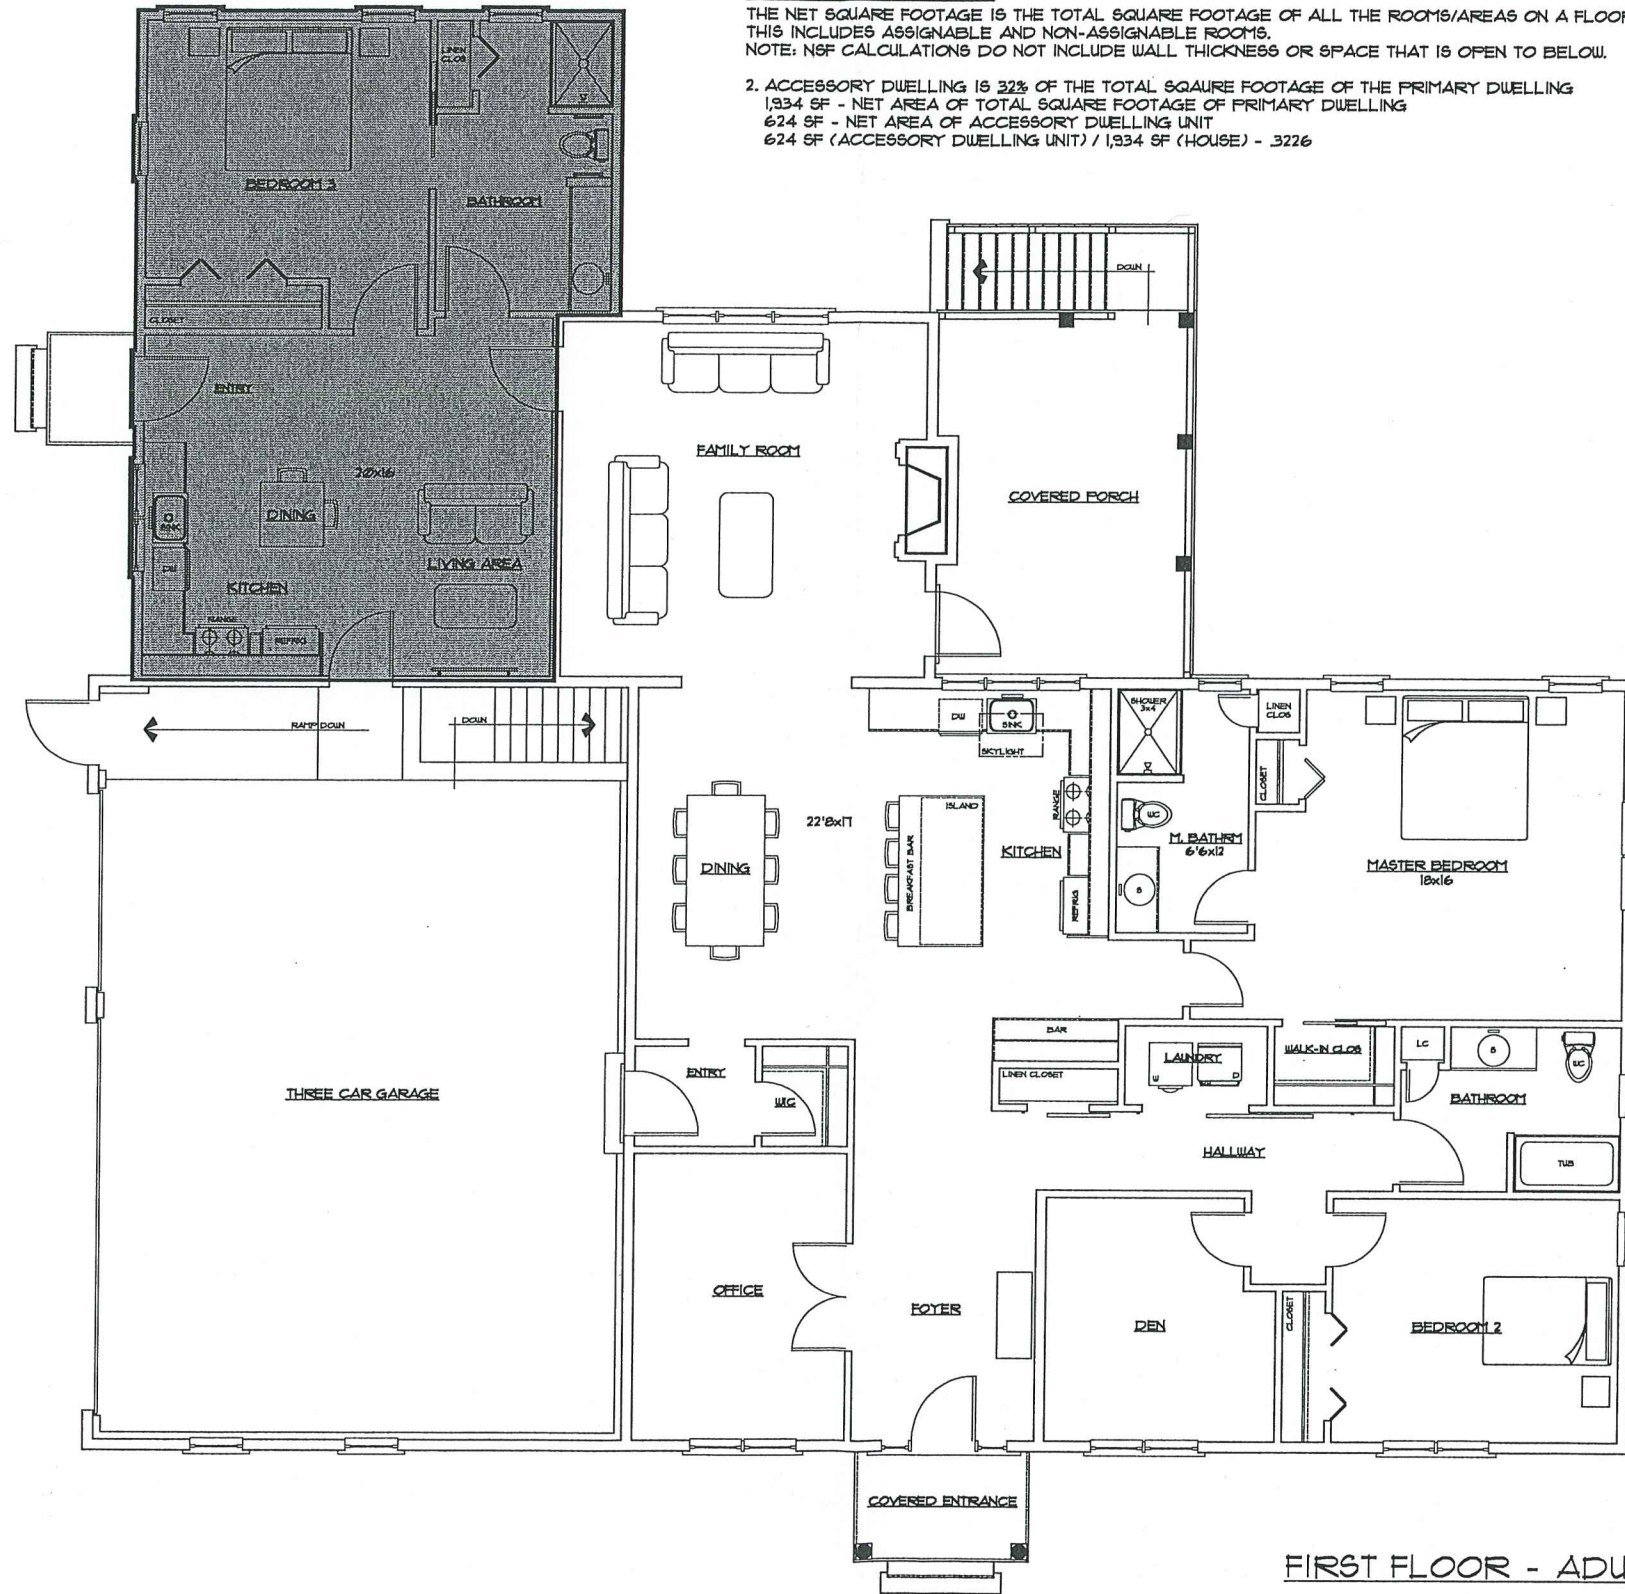 THE NET SQUARE FOOTAGE IS THE TOTAL SQUARE FOOTAGE OF ALL THE ROOMS/AREAS ON A FLOOR
THIS INCLUDES ASSIGNABLE AND NON-ASSIGNABLE ROOMS.
NOTE: NSF CALCULATIONS DO NOT INCLUDE WALL THICKNESS OR SPACE THAT IS OPEN TO BELOW.
2. ACCESSORY DWELLING IS 32% OF THE TOTAL SQAURE FOOTAGE OF THE PRIMARY DWELLING
1,934 SF - NET AREA OF TOTAL SQUARE FOOTAGE OF PRIMARY DWELLING
624 SF - NET AREA OF ACCESSORY DWELLING UNIT
624 SF (ACCESSORY DWELLING UNIT) / 1,934 SF (HOUSE) - .3226
LINEN
CLOS
BEDROOM 3
BATHROOM
CLOSET
DOWN
ENTRY
FAMILY ROOM
20x16
COVERED PORCH
SINK
DINING
DW
LIVING AREA
KITCHEN
RANGE
REFRIG
RAMP DOWN
DOWN
DW
SINK
SKYLIGHT
SHOWER
3x4
LINEN
CLOS
CLOSET
RANGE
ISLAND
22'8x17
BREAKFAST BAR
KITCHEN
WC
M. BATHRM
6'6x12
DINING
MASTER BEDROOM
18x16
S
REFRIG
BAR
LINEN CLOSET
LAUNDRY
W
D
WALK-IN CLOS
LC
S
WC
ENTRY
WIC
THREE CAR GARAGE
BATHROOM
HALLWAY
TUB
OFFICE
FOYER
DEN
CLOSET
BEDROOM 2
COVERED ENTRANCE
FIRST FLOOR - ADU